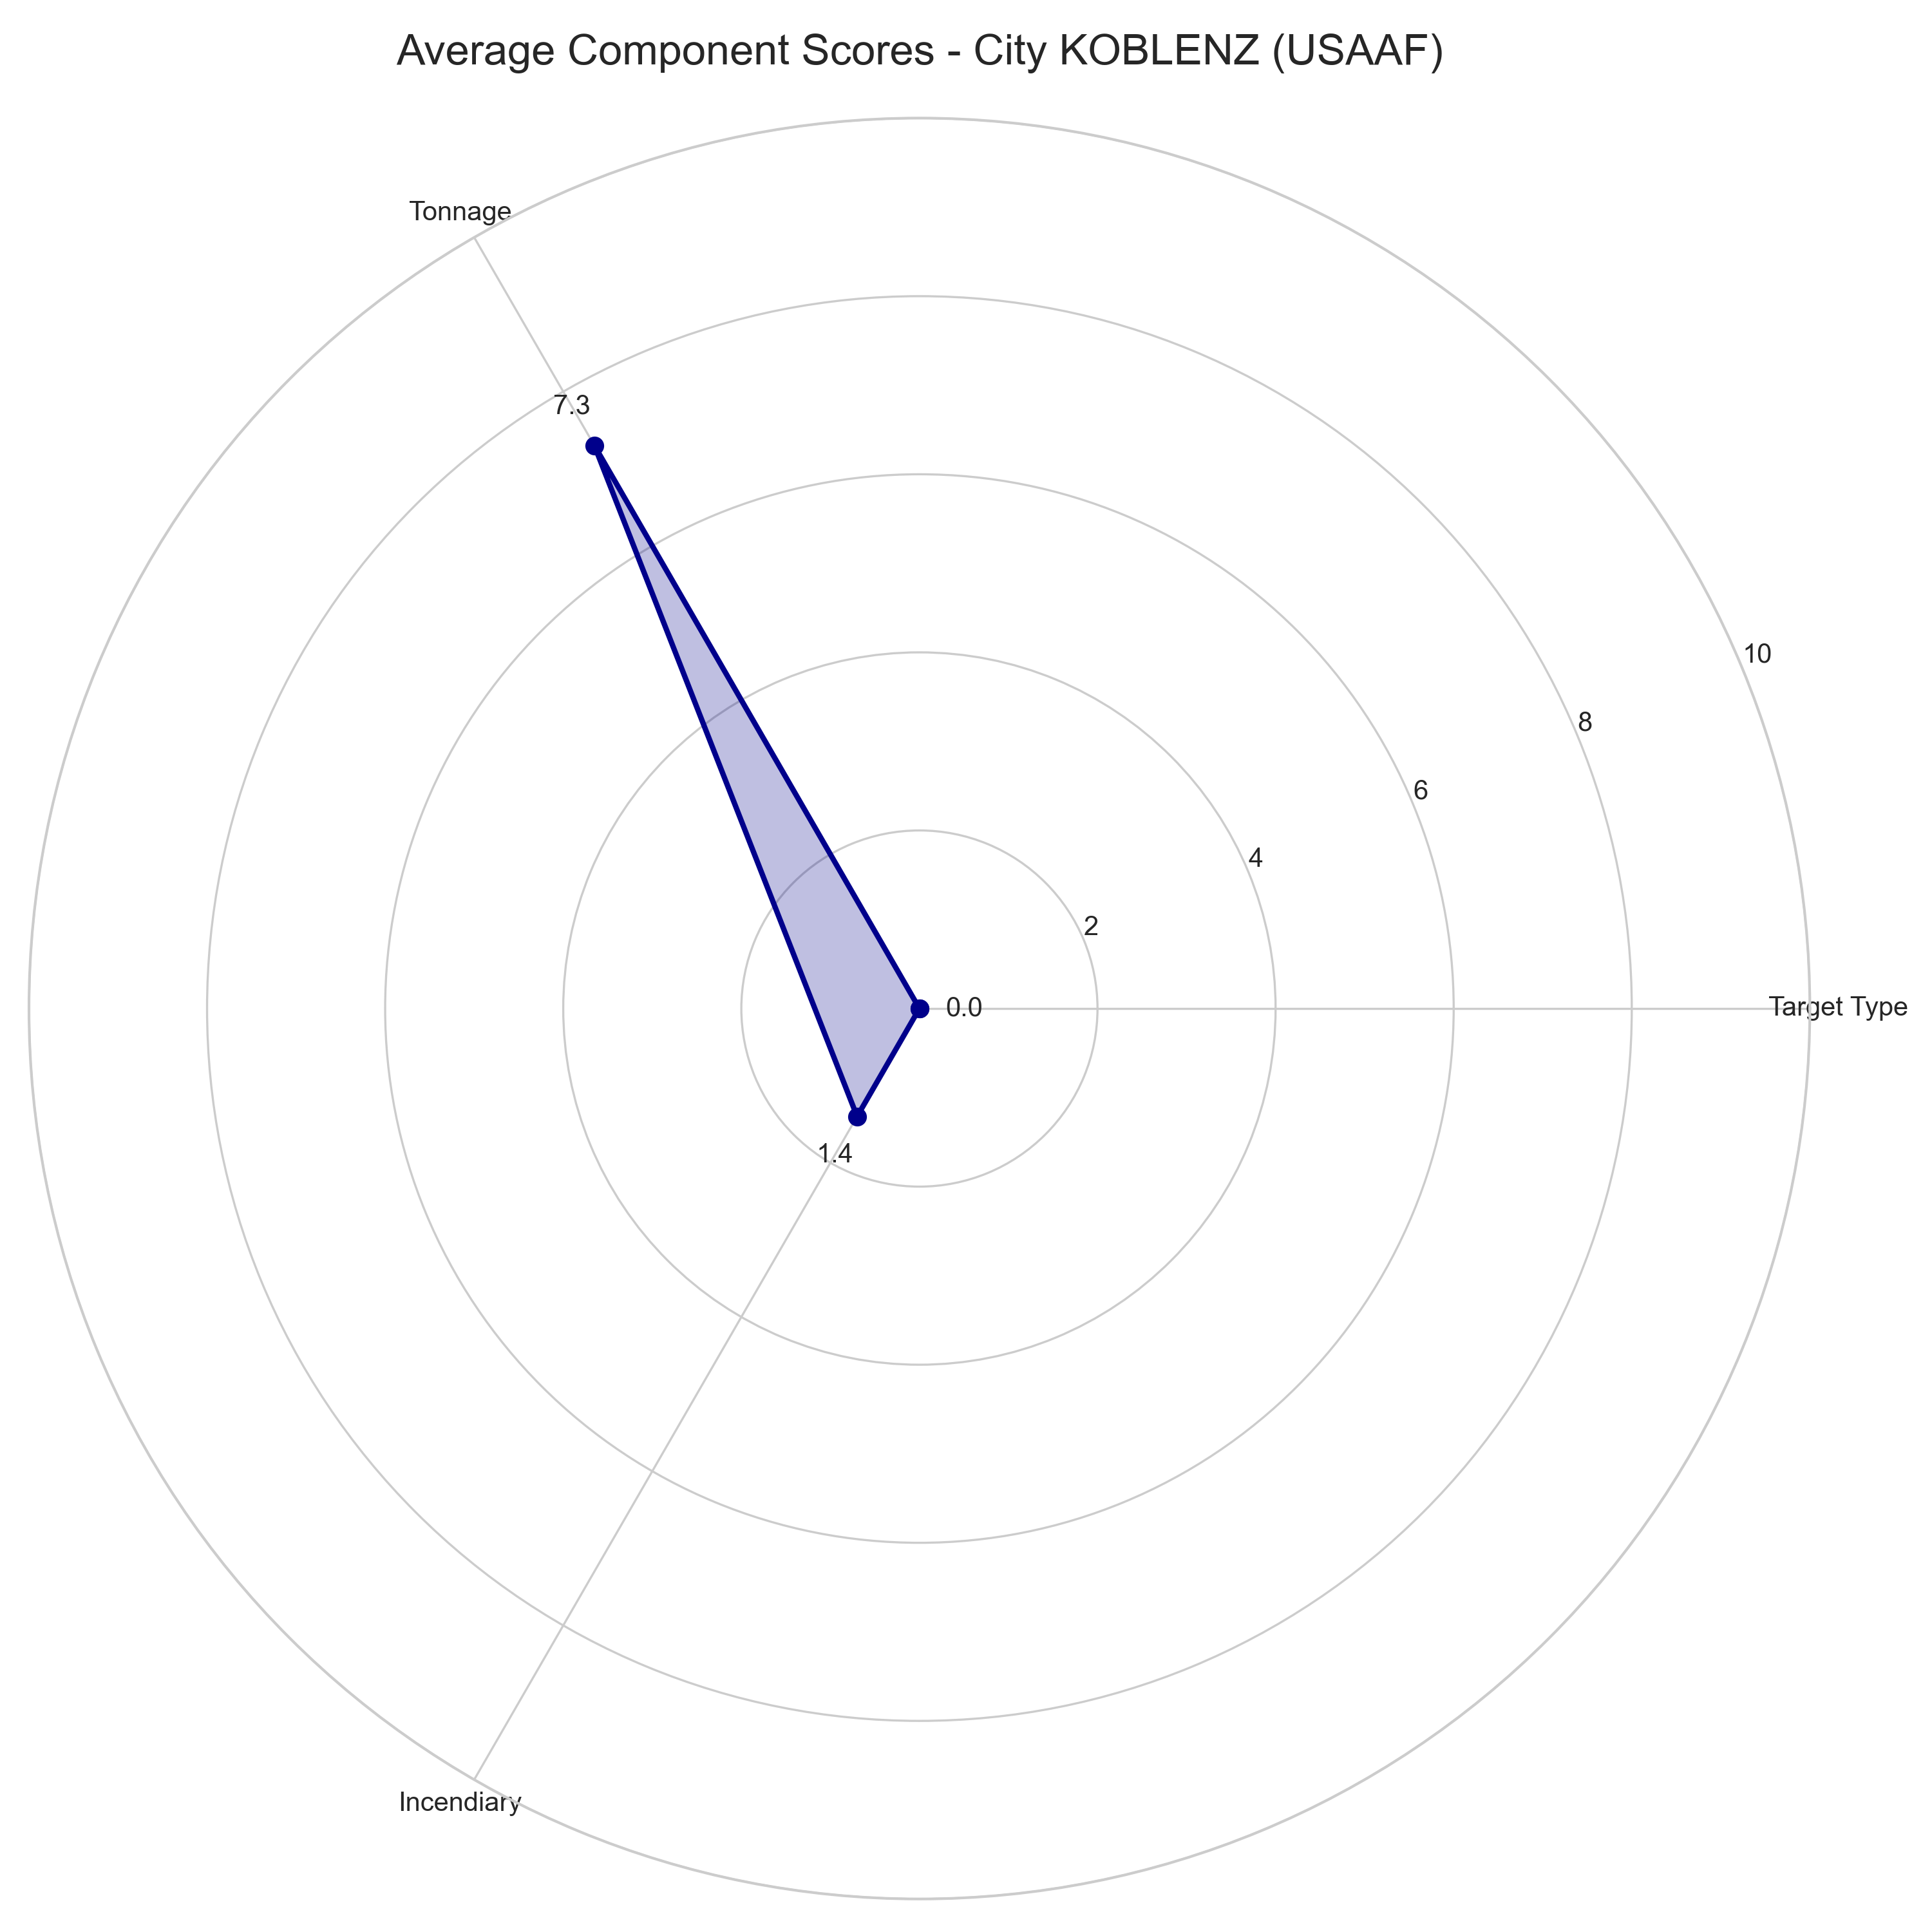 Average Component Scores - City KOBLENZ (USAAF)
Tonnage
7.3
10
8
6
4
2
0.0
Target Type
1.4
Incendiary